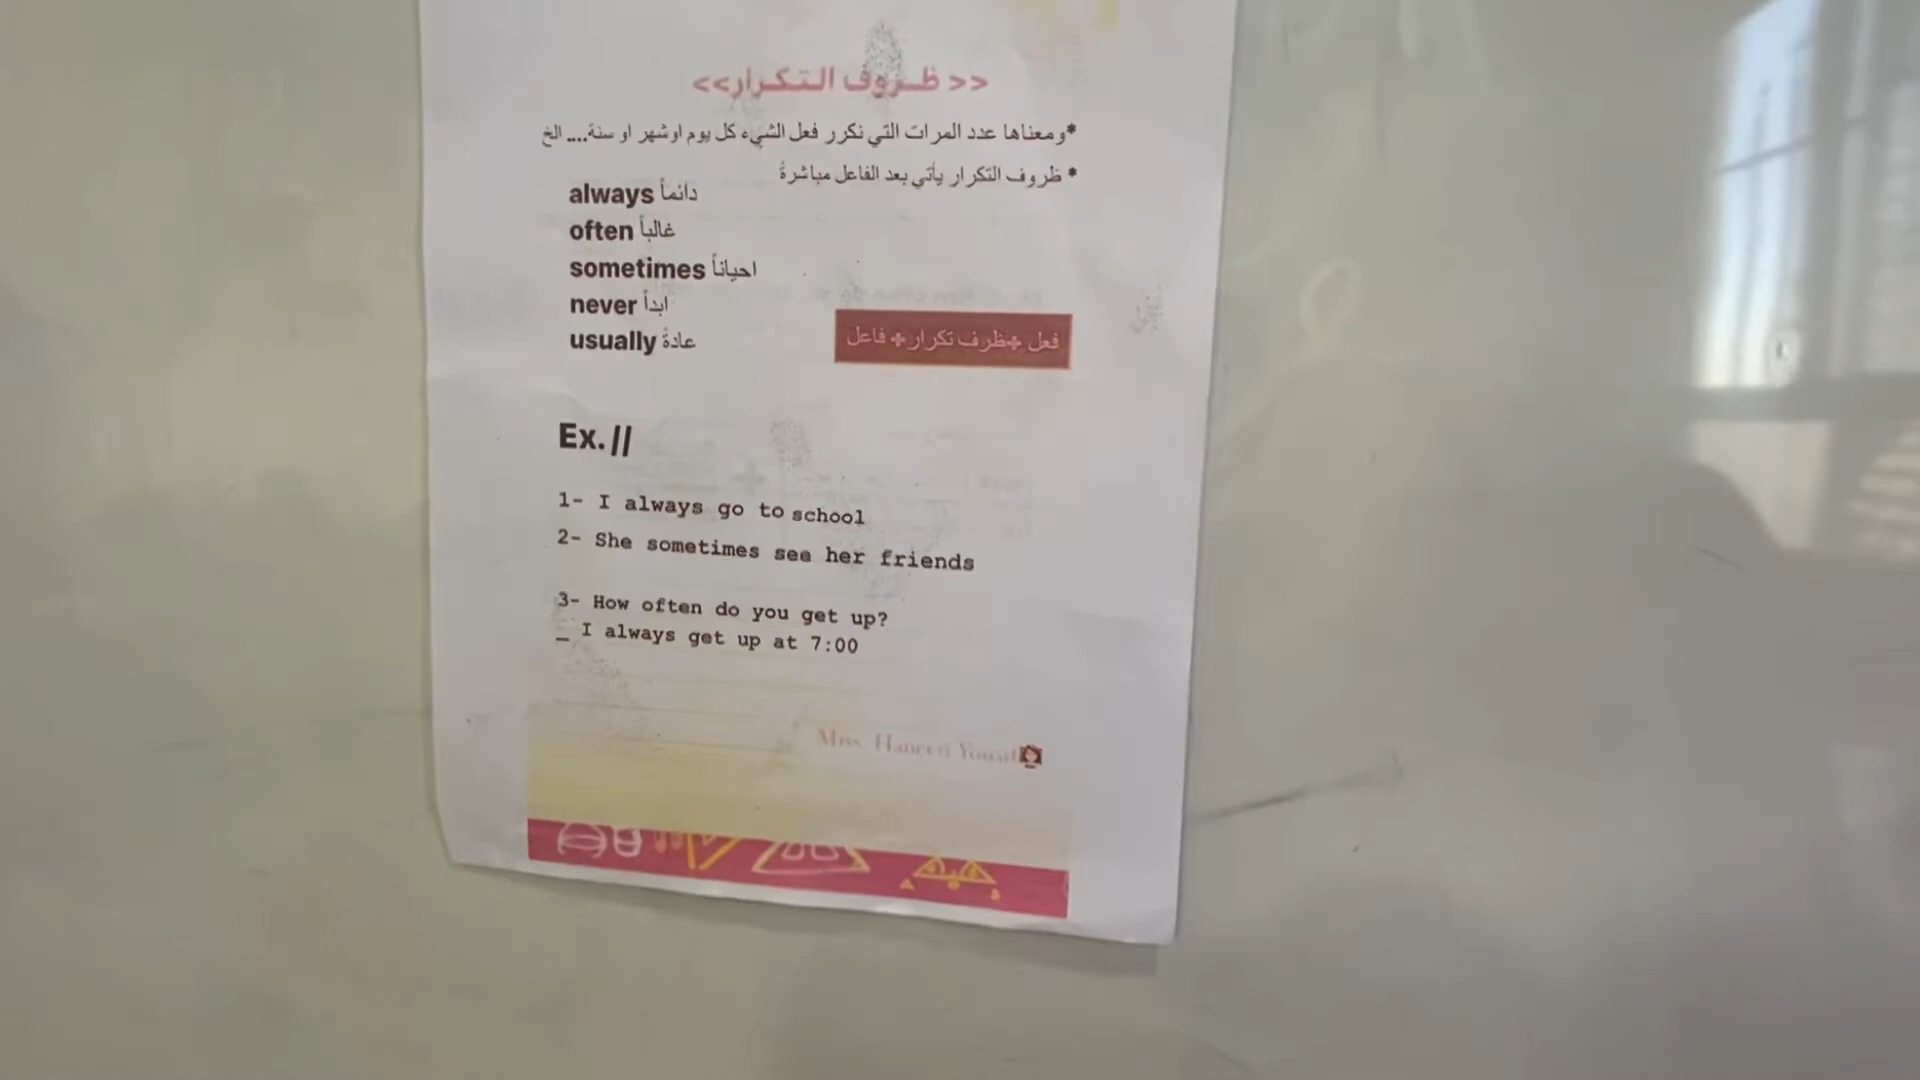 << ظروف التكرار>>
*ومعناها عدد المرات التي نكرر فعل الشيء كل يوم اوشهر او سنة.... الخ
* ظروف التكرار يأتي بعد الفاعل مباشرةً
always دائماً
often غالباً
sometimes احياناً
never ابداً
usually عادةً
فعل +ظرف تكرار+ فاعل
Ex.//
1- I always go to school
2- She sometimes see her friends
3- How often do you get up?
_ I always get up at 7:00
Miss. Haneen Yousif